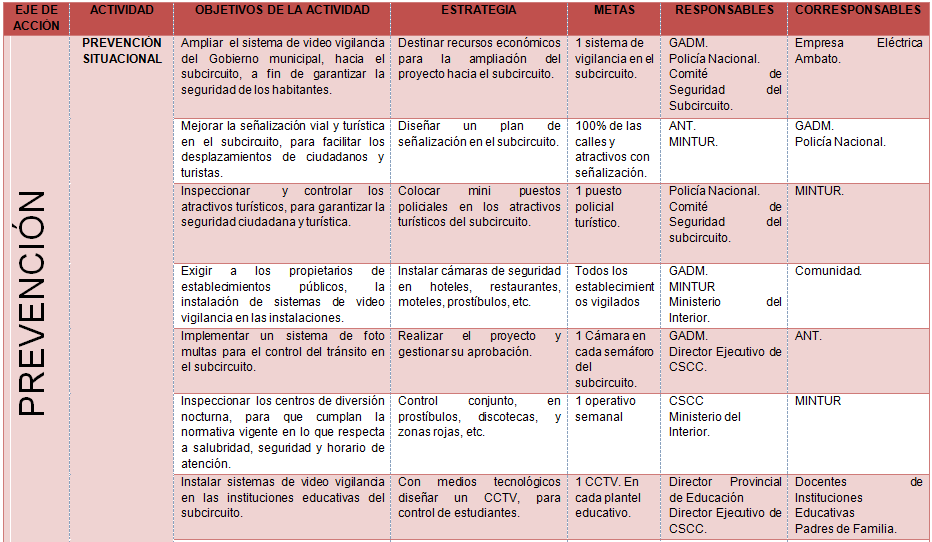 EJE DE ACCIÓN
ACTIVIDAD
OBJETIVOS DE LA ACTIVIDAD
ESTRATEGIA
METAS
RESPONSABLES
CORRESPONSABLES
PREVENCIÓN
PREVENCIÓN
SITUACIONAL
Ampliar el sistema de video vigilancia
del Gobierno municipal, hacia el
subcircuito, a fin de garantizar la
seguridad de los habitantes.
Destinar recursos económicos
para la ampliación del
proyecto hacia el subcircuito.
1 sistema de
vigilancia en el
subcircuito.
GADM.
Policía Nacional.
Comité de
Seguridad del
Subcircuito.
Empresa Eléctrica
Ambato.
Mejorar la señalización vial y turística
en el subcircuito, para facilitar los
desplazamientos de ciudadanos y
turistas.
Diseñar un plan de
señalización en el subcircuito.
100% de las
calles y
atractivos con
señalización.
ANT.
MINTUR.
GADM.
Policía Nacional.
Inspeccionar y controlar los
atractivos turísticos, para garantizar la
seguridad ciudadana y turística.
Colocar mini puestos
policiales en los atractivos
turísticos del subcircuito.
1 puesto
policial
turístico.
Policía Nacional.
Comité de
Seguridad del
subcircuito.
MINTUR.
Exigir a los propietarios de
establecimientos públicos, la
instalación de sistemas de video
vigilancia en las instalaciones.
Instalar cámaras de seguridad
en hoteles, restaurantes,
moteles, prostíbulos, etc.
Todos los
establecimient
os vigilados
GADM.
MINTUR
Ministerio del
Interior.
Comunidad.
Implementar un sistema de foto
multas para el control del tránsito en
el subcircuito.
Realizar el proyecto y
gestionar su aprobación.
1 Cámara en
cada semáforo
del
subcircuito.
GADM.
Director Ejecutivo de
CSCC.
ANT.
Inspeccionar los centros de diversión
nocturna, para que cumplan la
normativa vigente en lo que respecta
a salubridad, seguridad y horario de
atención.
Control conjunto, en
prostíbulos, discotecas, y
zonas rojas, etc.
1 operativo
semanal
CSCC
Ministerio del
Interior.
MINTUR
Instalar sistemas de video vigilancia
en las instituciones educativas del
subcircuito.
Con medios tecnológicos
diseñar un CCTV, para
control de estudiantes.
1 CCTV. En
cada plantel
educativo.
Director Provincial
de Educación
Director Ejecutivo de
CSCC.
Docentes de
Instituciones
Educativas
Padres de Familia.